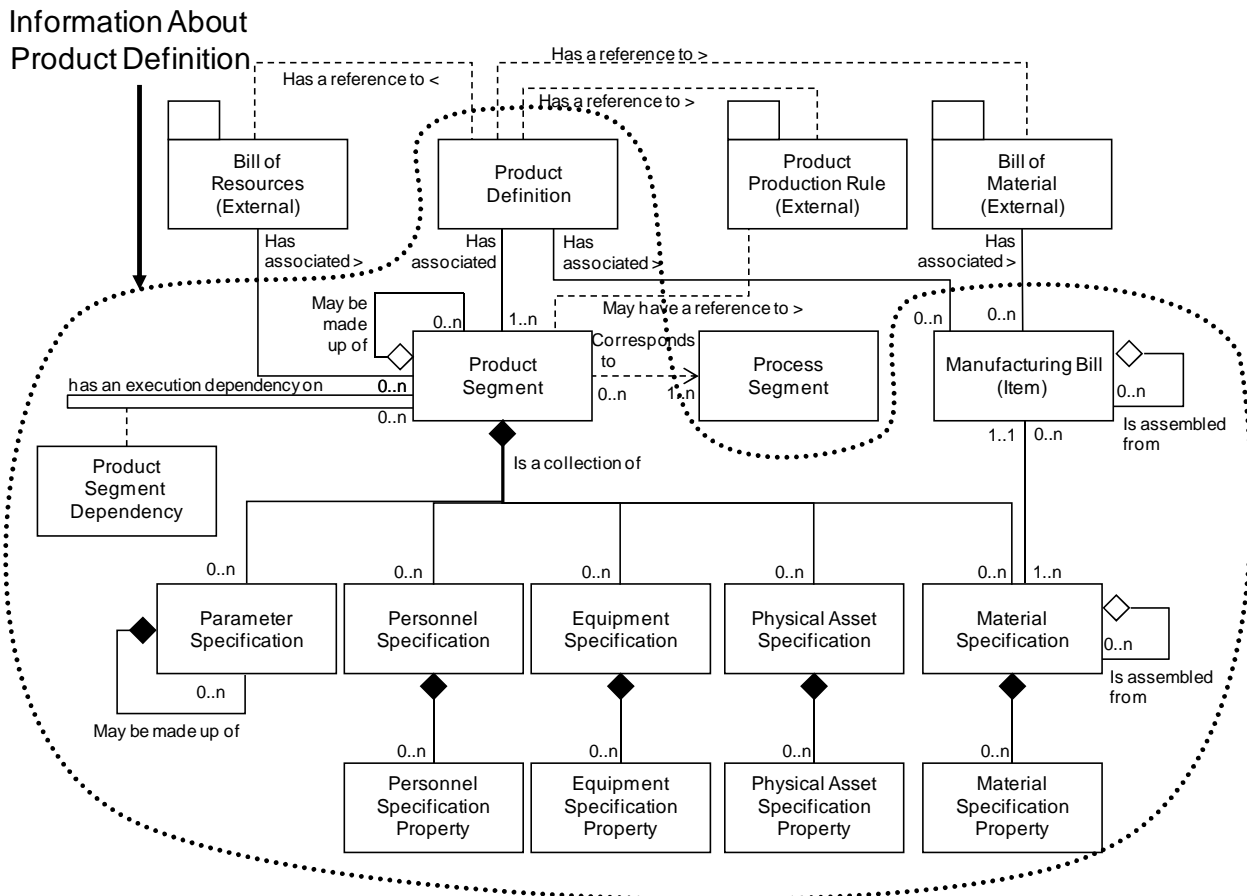 Information About
Product Definition
Has a reference to <
Has a reference to >
Has a reference to >
Bill of
Resources
(External)
Product
Definition
Product
Production Rule
(External)
Bill of
Material
(External)
Has
associated >
Has
associated
Has
associated >
Has
associated >
May be
made
up of
0..n
1..n
May have a reference to >
0..n
0..n
Product
Segment
Corresponds
to
0..n
1..n
Process
Segment
Manufacturing Bill
(Item)
0..n
Is assembled
from
has an execution dependency on
0..n
0..n
1..1
0..n
Product
Segment
Dependency
Is a collection of
0..n
0..n
0..n
0..n
0..n
1..n
Parameter
Specification
Personnel
Specification
Equipment
Specification
Physical Asset
Specification
Material
Specification
0..n
Is assembled
from
0..n
May be made up of
0..n
0..n
0..n
0..n
Personnel
Specification
Property
Equipment
Specification
Property
Physical Asset
Specification
Property
Material
Specification
Property